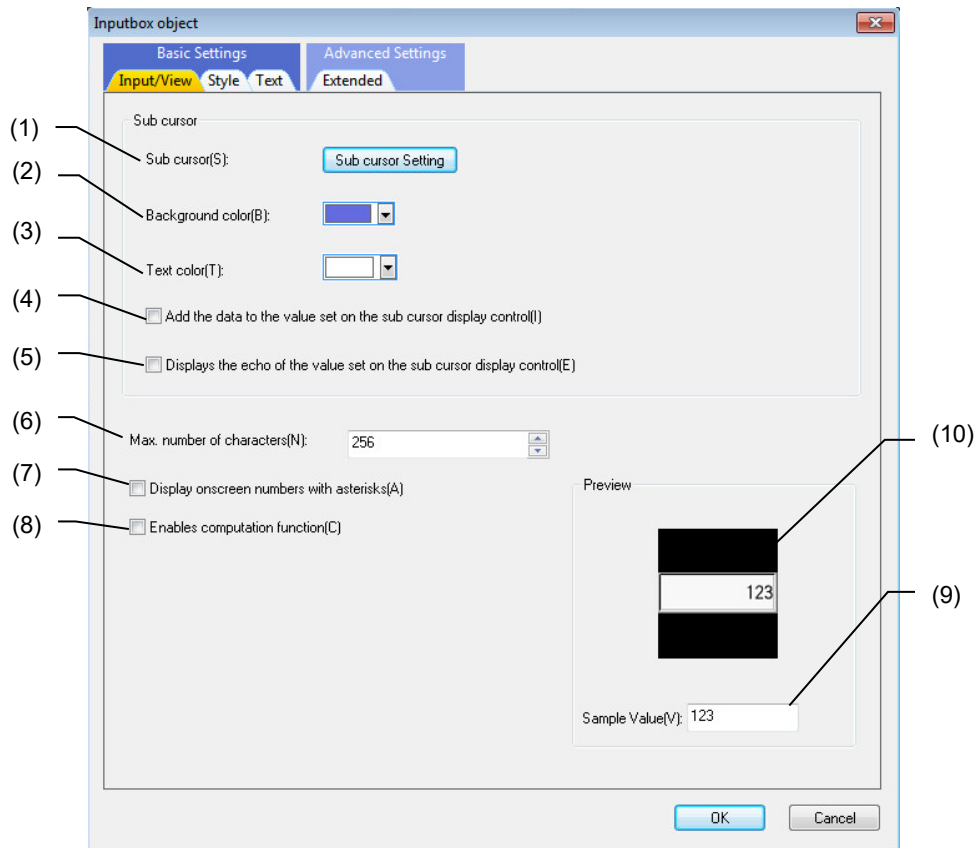 Inputbox object
Basic Settings Advanced Settings
Input/View Style Text Extended
Sub cursor
(1) Sub cursor(S): Sub cursor Setting
(2) Background color(B):
(3) Text color(T):
(4) Add the data to the value set on the sub cursor display control(I)
(5) Displays the echo of the value set on the sub cursor display control(E)
(6) Max. number of characters(N): 256
(7) Display onscreen numbers with asterisks(A)
(8) Enables computation function(C)
Preview
(10)
123
(9)
Sample Value(V): 123
OK Cancel